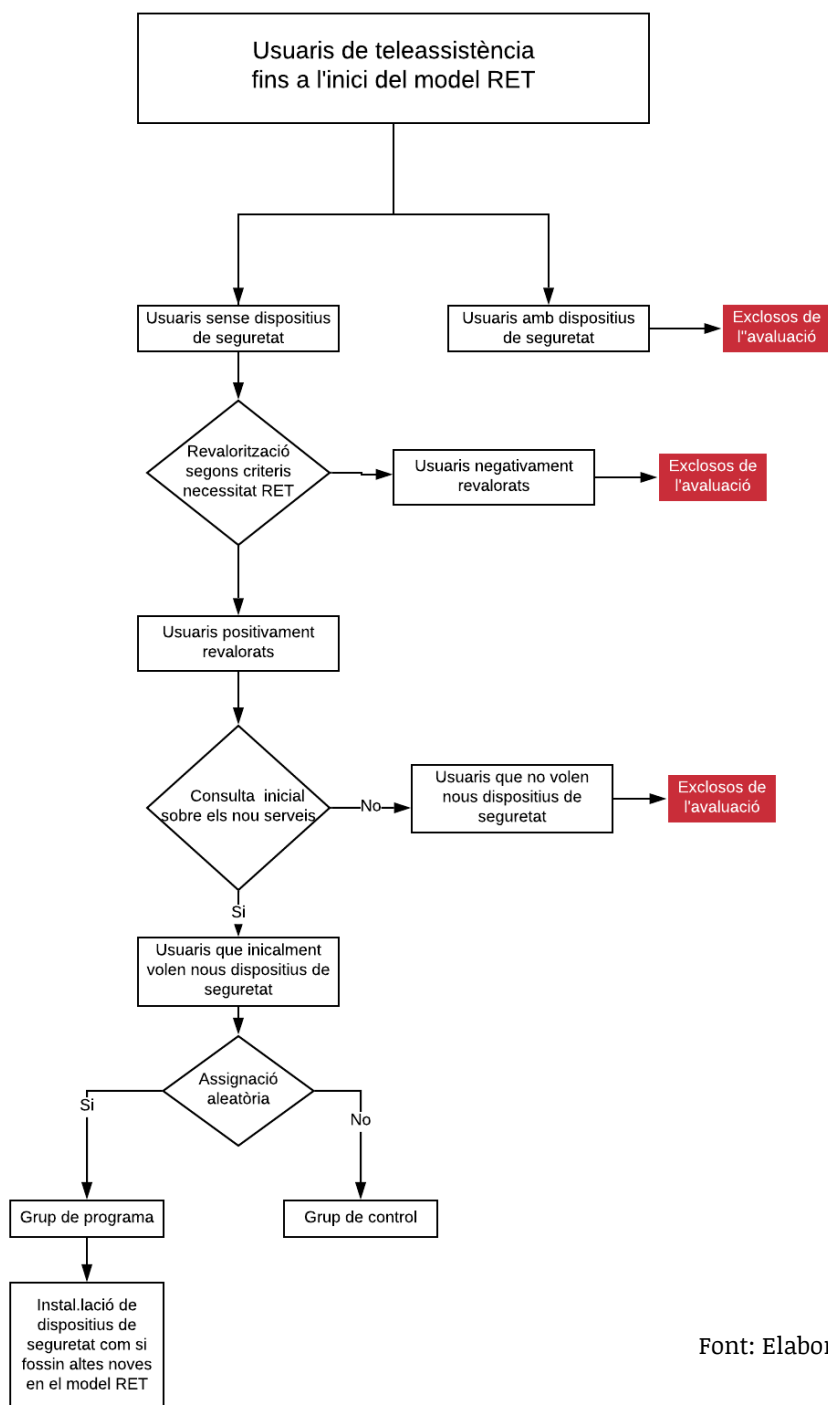 Usuaris de teleassistència
fins a l'inici del model RET
Usuaris sense dispositius
de seguretat
Usuaris amb dispositius
de seguretat
Exclosos de
l''avalució
Revalorització
segons criteris
necessitat RET
Usuaris negativament
revalorats
Exclosos de
l'avaluació
Usuaris positivament
revalorats
Consulta inicial
sobre els nou serveis
No
Usuaris que no volen
nous dispositius de
seguretat
Exclosos de
l'avaluació
Si
Usuaris que inicalment
volen nous dispositius de
seguretat
Assignació
aleatòria
Si
No
Grup de programa
Grup de control
Instal.lació de
dispositius de
seguretat com si
fossin altes noves
en el model RET
Font: Elabor